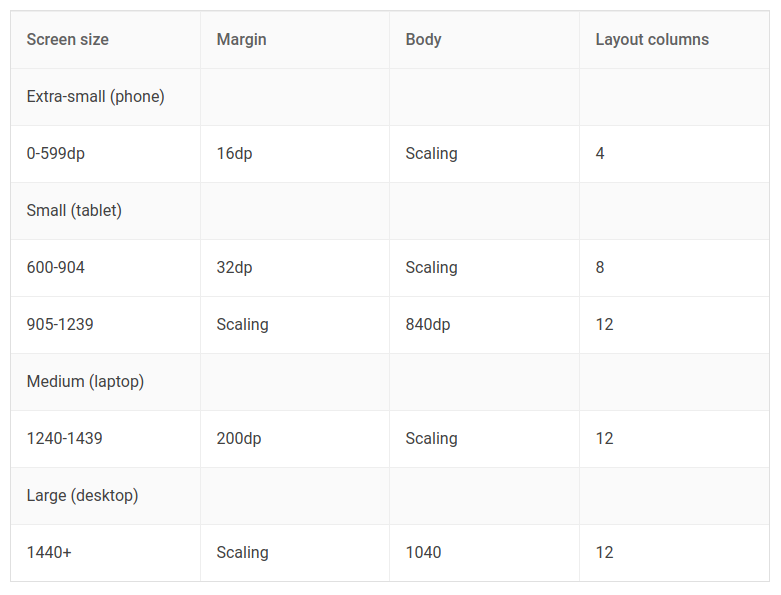 Screen size Margin Body Layout columns
Extra-small (phone)
0-599dp 16dp Scaling 4
Small (tablet)
600-904 32dp Scaling 8
905-1239 Scaling 840dp 12
Medium (laptop)
1240-1439 200dp Scaling 12
Large (desktop)
1440+ Scaling 1040 12